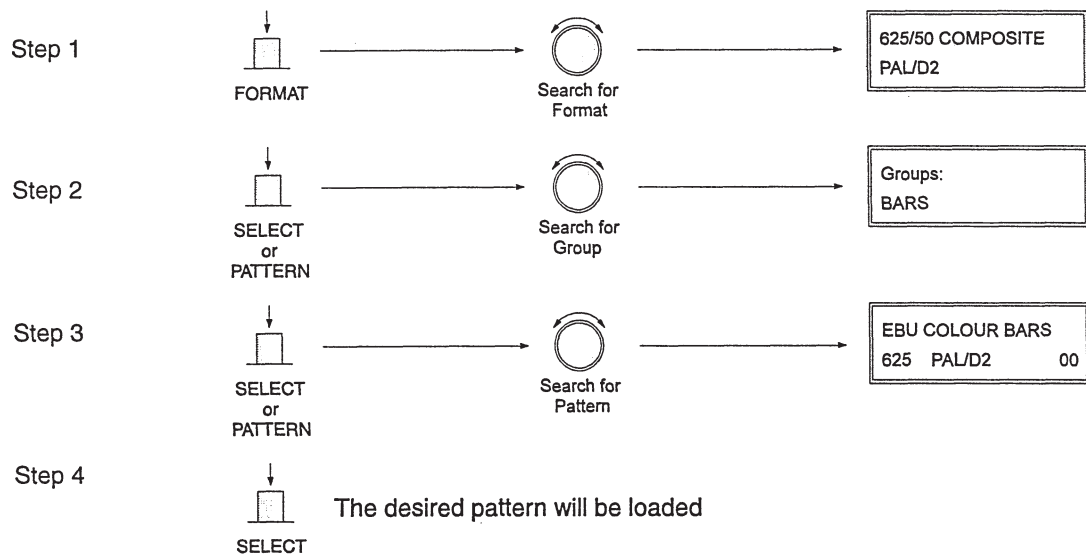 Step 1
FORMAT
Search for
Format
625/50 COMPOSITE
PAL/D2
Step 2
SELECT
or
PATTERN
Search for
Group
Groups:
BARS
Step 3
SELECT
or
PATTERN
Search for
Pattern
EBU COLOUR BARS
625 PAL/D2 00
Step 4
SELECT
The desired pattern will be loaded